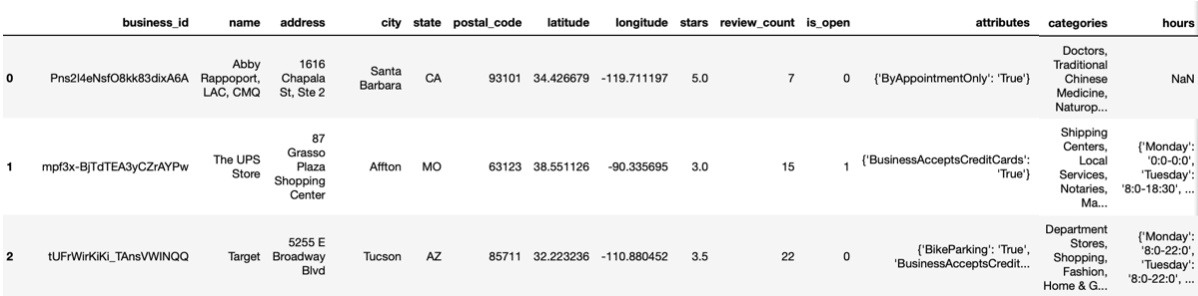 business_id name address city state postal_code latitude longitude stars review_count is_open attributes categories hours
0 Pns2l4eNsfO8kk83dixA6A Abby Rappoport, LAC, CMQ 1616 Chapala St, Ste 2 Santa Barbara CA 93101 34.426679 -119.711197 5.0 7 0 {'ByAppointmentOnly': 'True'} Doctors, Traditional Chinese Medicine, Naturop... NaN
1 mpf3x-BjTdTEA3yCZrAYPw The UPS Store 87 Grasso Plaza Shopping Center Affton MO 63123 38.551126 -90.335695 3.0 15 1 {'BusinessAcceptsCreditCards': 'True'} Shipping Centers, Local Services, Notaries, Ma... {'Monday': '0:0-0:0', 'Tuesday': '8:0-18:30', ...
2 tUFrWirKiKi_TAnsVWINQQ Target 5255 E Broadway Blvd Tucson AZ 85711 32.223236 -110.880452 3.5 22 0 {'BikeParking': 'True', 'BusinessAcceptsCredit... Department Stores, Shopping, Fashion, Home & G... {'Monday': '8:0-22:0', 'Tuesday': '8:0-22:0', ...